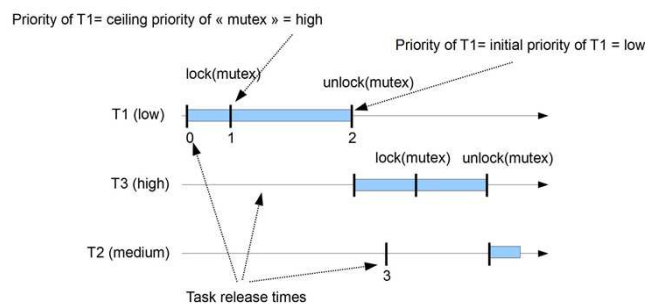 Priority of T1= ceiling priority of « mutex » = high
Priority of T1= initial priority of T1 = low
lock(mutex)
unlock(mutex)
T1 (low)
0
1
2
lock(mutex)
unlock(mutex)
T3 (high)
T2 (medium)
3
Task release times